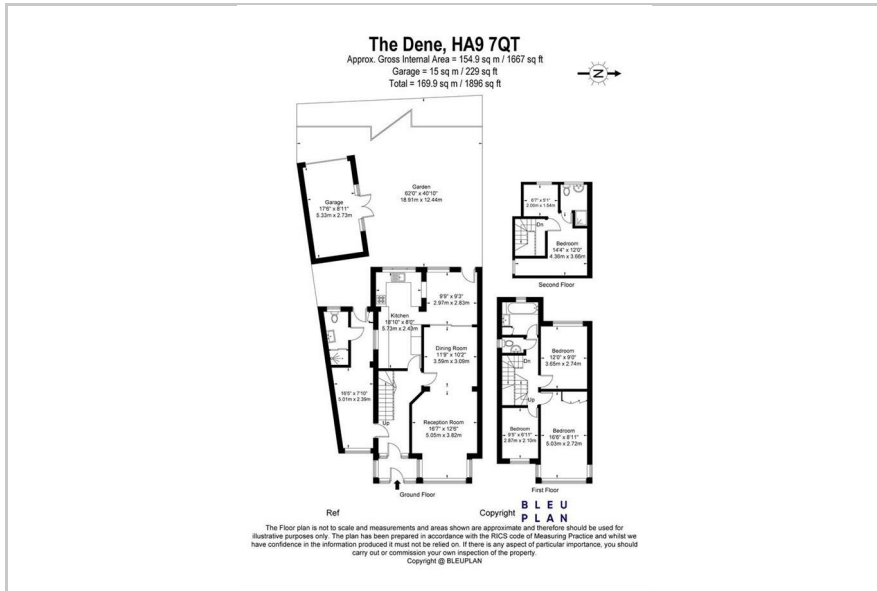 The Dene, HA9 7QT
Approx. Gross Internal Area = 154.9 sq m / 1667 sq ft
Garage = 15 sq m / 229 sq ft
Total = 169.9 sq m / 1896 sq ft
N
Garden
62'0" x 40'10"
18.91m x 12.44m
Garage
17'6" x 8'11"
5.33m x 2.73m
Kitchen
18'10" x 8'0"
5.73m x 2.43m
9'9" x 9'3"
2.97m x 2.83m
Dining Room
11'9" x 10'2"
3.59m x 3.09m
16'5" x 7'10"
5.01m x 2.39m
Reception Room
16'7" x 12'6"
5.05m x 3.82m
Up
Ground Floor
6'7" x 5'1"
2.00m x 1.54m
Dn
Bedroom
14'4" x 12'0"
4.36m x 3.66m
Second Floor
Dn
Bedroom
12'0" x 9'0"
3.65m x 2.74m
Up
Bedroom
9'5" x 6'11"
2.87m x 2.10m
Bedroom
16'6" x 8'11"
5.03m x 2.72m
First Floor
Ref
Copyright
BLEU
PLAN
The Floor plan is not to scale and measurements and areas shown are approximate and therefore should be used for
illustrative purposes only. The plan has been prepared in accordance with the RICS code of Measuring Practice and whilst we
have confidence in the information produced it must not be relied on. If there is any aspect of particular importance, you should
carry out or commission your own inspection of the property.
Copyright @ BLEUPLAN